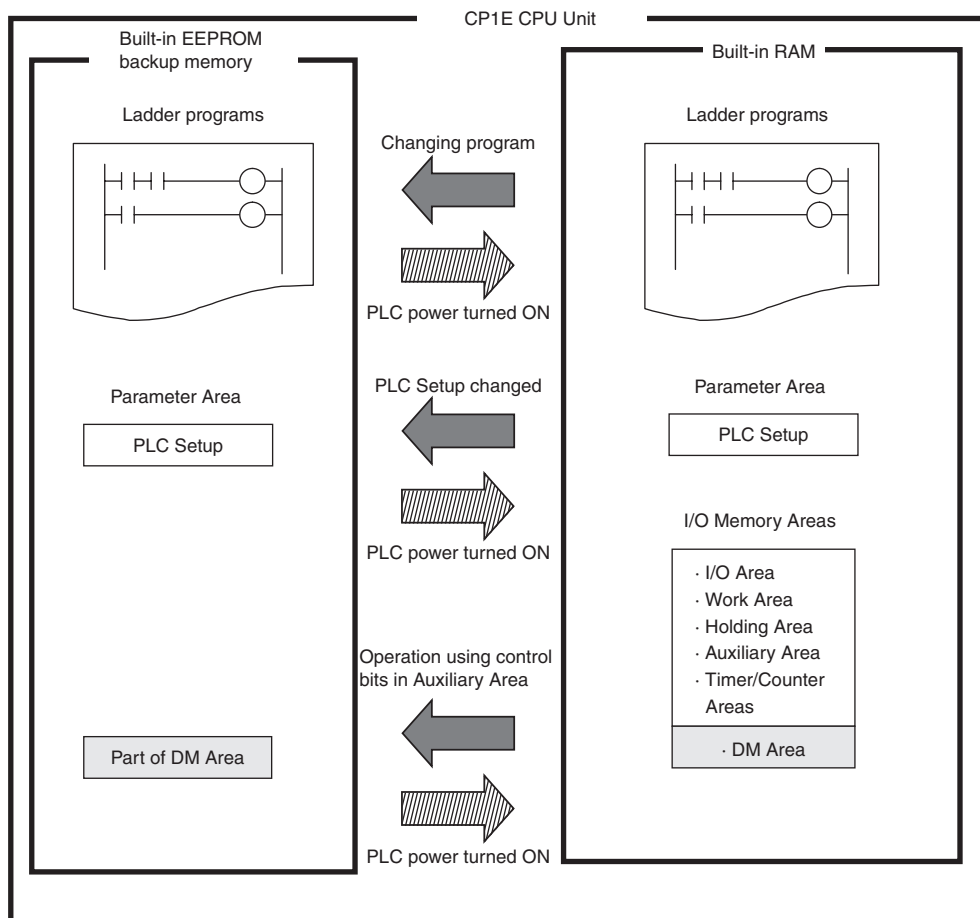 CP1E CPU Unit
Built-in EEPROM
backup memory
Built-in RAM
Ladder programs
Ladder programs
Changing program
PLC power turned ON
Parameter Area
PLC Setup
PLC Setup changed
PLC power turned ON
Parameter Area
PLC Setup
I/O Memory Areas
· I/O Area
· Work Area
· Holding Area
· Auxiliary Area
· Timer/Counter
Areas
· DM Area
Operation using control
bits in Auxiliary Area
Part of DM Area
PLC power turned ON